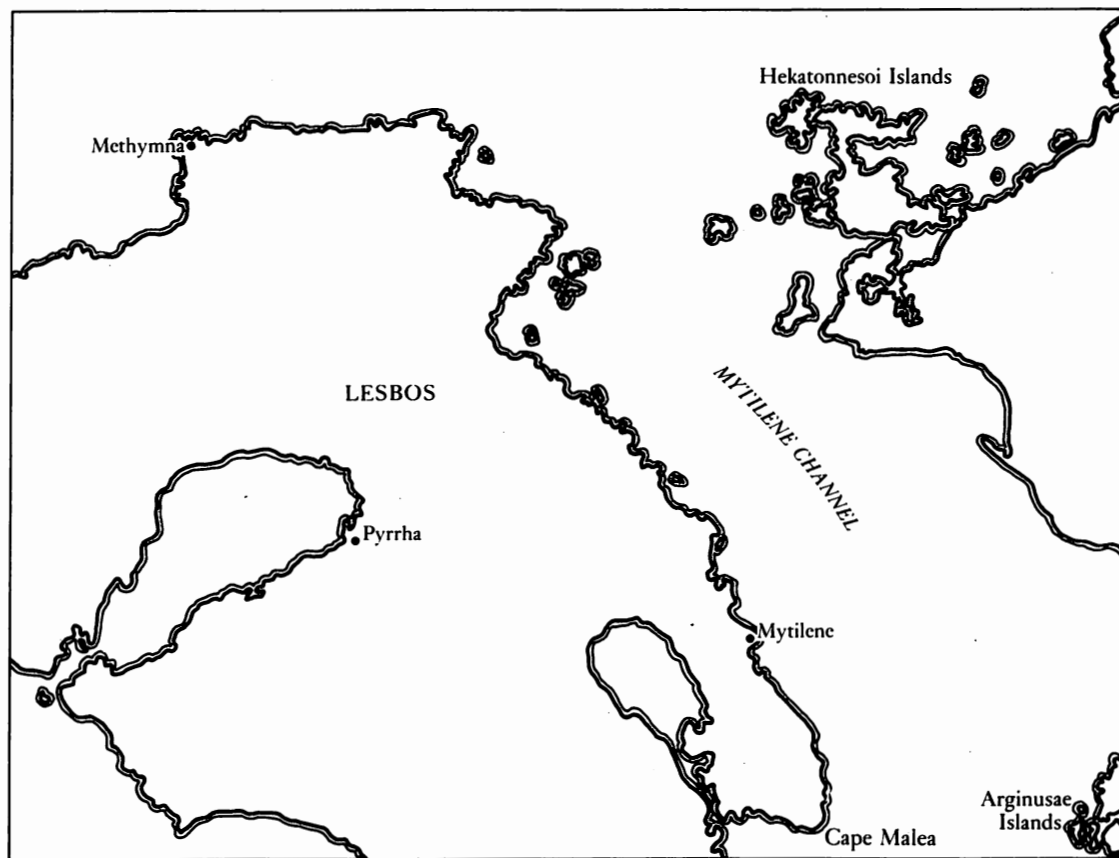 Hekatonnesoi Islands
Methymna
LESBOS
MYTILENE CHANNEL
Pyrrha
Mytilene
Arginusae
Islands
Cape Malea